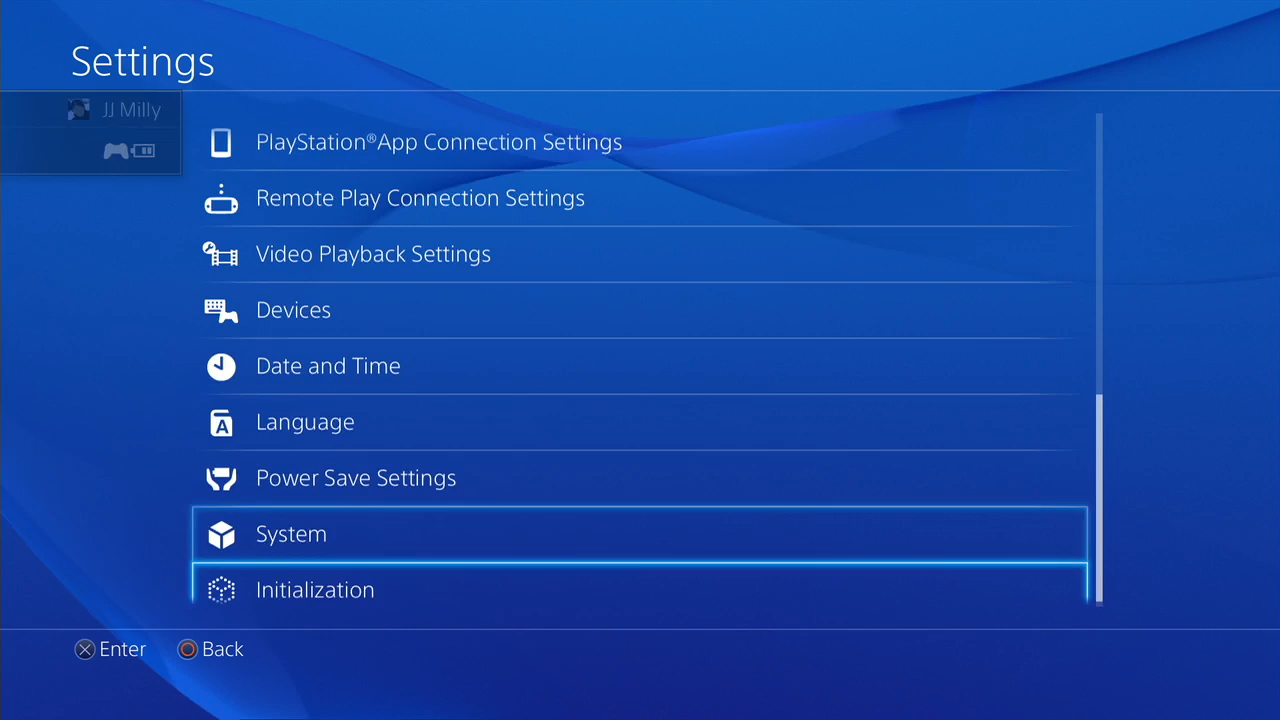 Settings
JJ Milly
PlayStation®App Connection Settings
Remote Play Connection Settings
Video Playback Settings
Devices
Date and Time
Language
Power Save Settings
System
Initialization
Enter Back